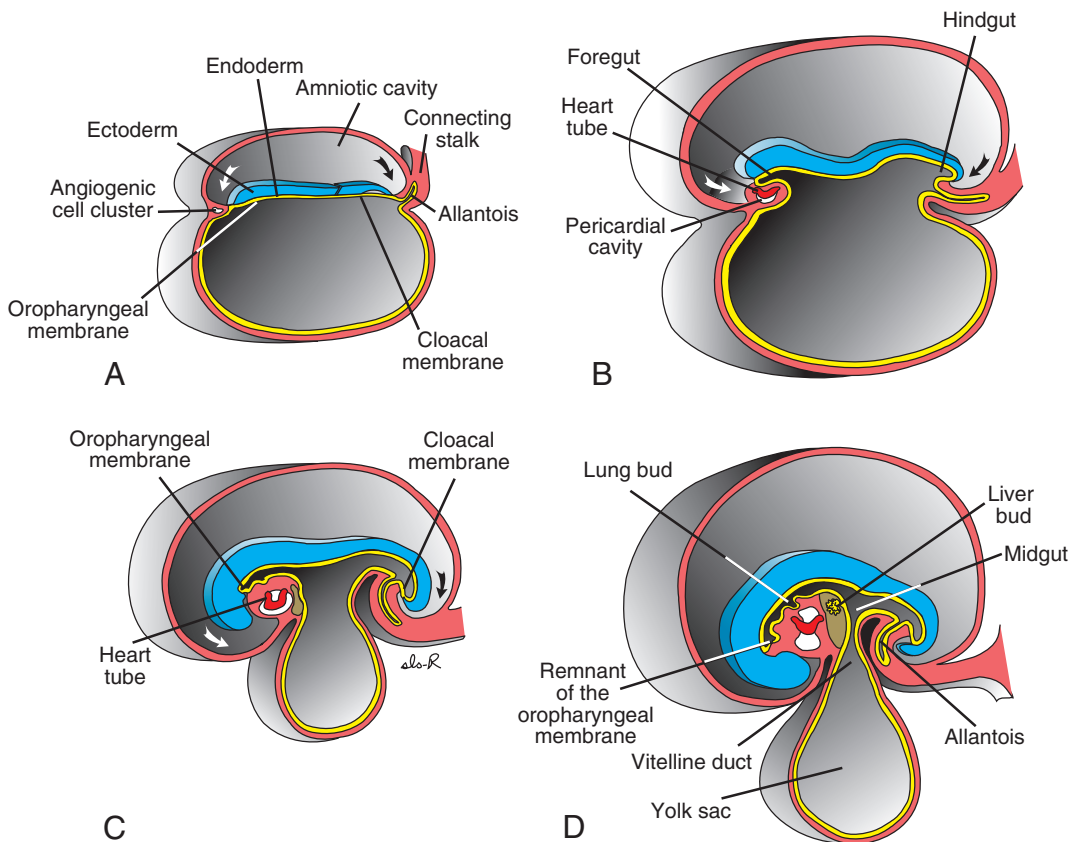 Endoderm
Amniotic cavity
Ectoderm
Connecting
stalk
Angiogenic
cell cluster
Allantois
Oropharyngeal
membrane
Cloacal
membrane
A
Hindgut
Foregut
Heart
tube
Pericardial
cavity
B
Oropharyngeal
membrane
Cloacal
membrane
Heart
tube
sls-R
C
Lung bud
Liver
bud
Midgut
Remnant
of the
oropharyngeal
membrane
Vitelline duct
Allantois
Yolk sac
D